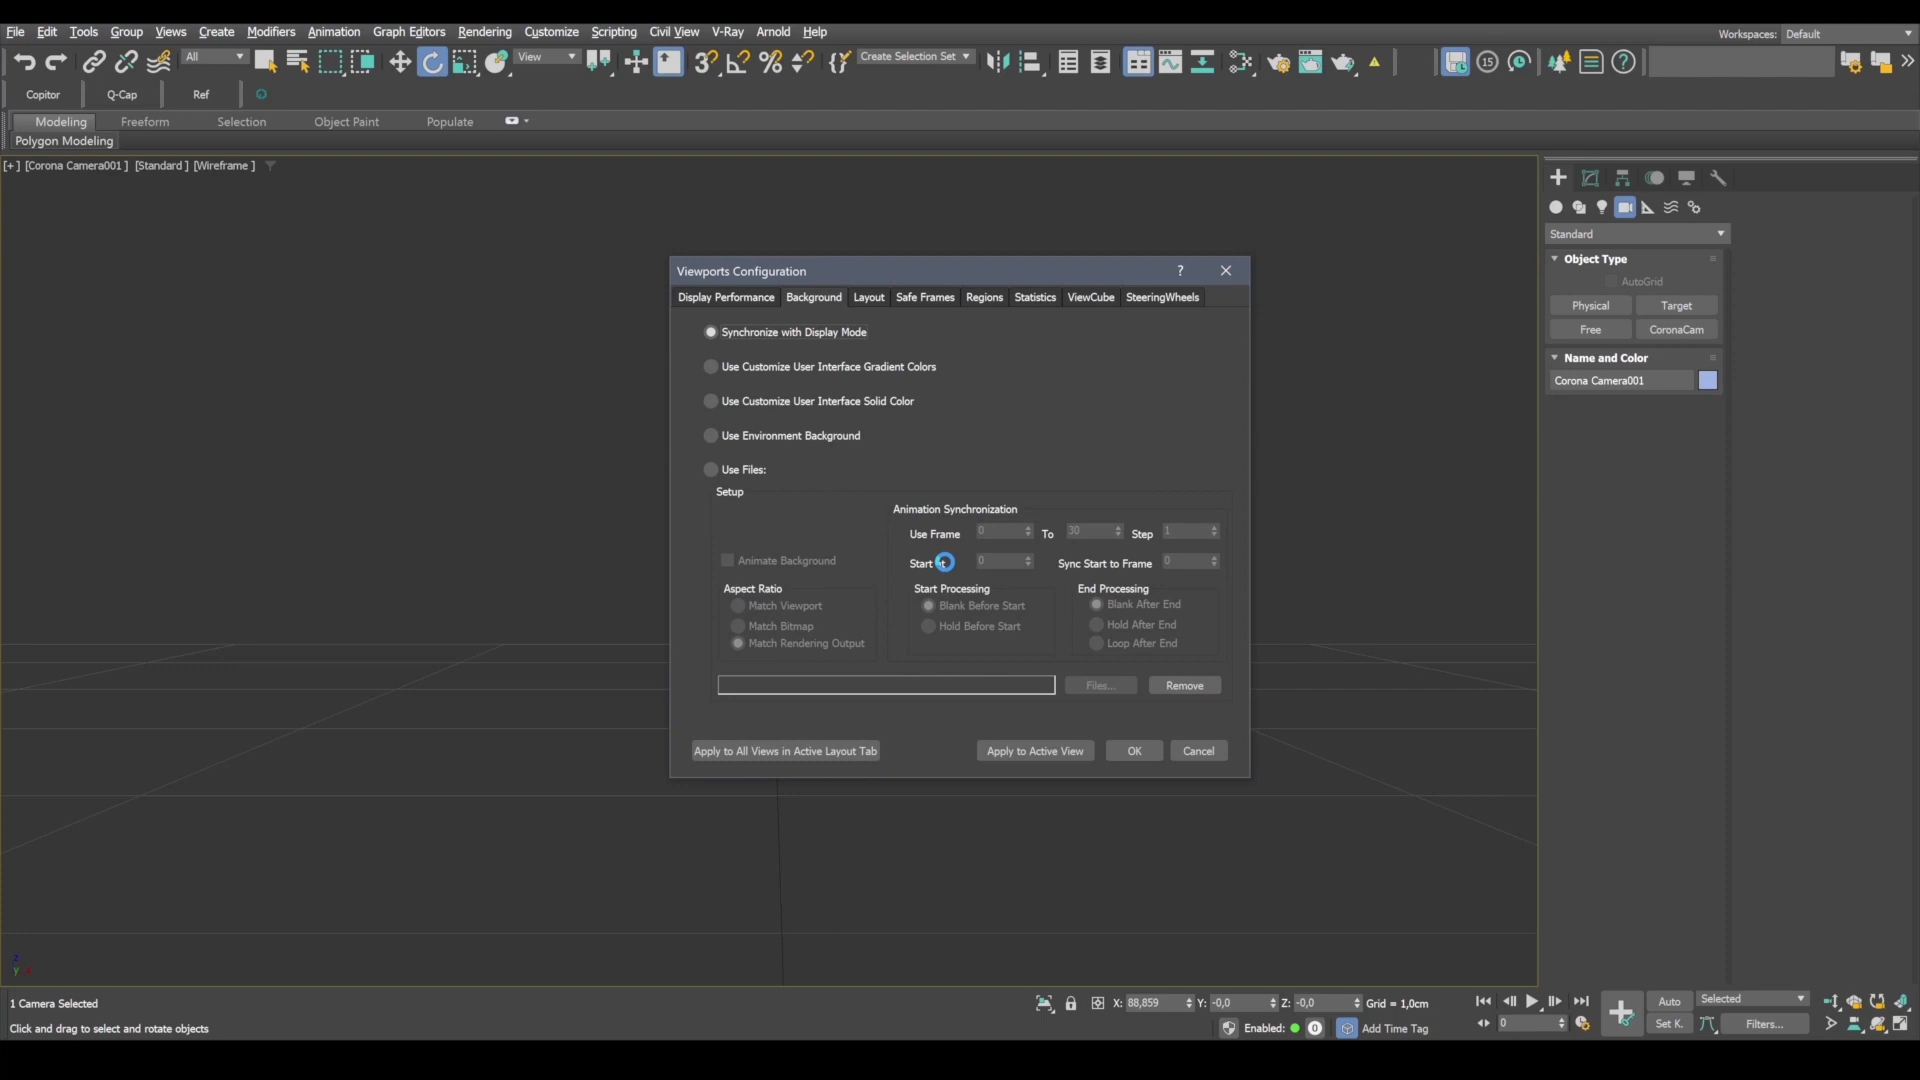 File Edit Tools Group Views Create Modifiers Animation Graph Editors Rendering Customize Scripting Civil View V-Ray Arnold Help
Workspaces: Default
All View Create Selection Set 15
Copitor Q-Cap Ref
Modeling Freeform Selection Object Paint Populate
Polygon Modeling
[+] [Corona Camera001] [Standard] [Wireframe]
Standard
Object Type
AutoGrid
Physical Target
Free CoronaCam
Name and Color
Corona Camera001
Viewports Configuration ?
Display Performance Background Layout Safe Frames Regions Statistics ViewCube SteeringWheels
Synchronize with Display Mode
Use Customize User Interface Gradient Colors
Use Customize User Interface Solid Color
Use Environment Background
Use Files:
Setup
Animation Synchronization
Use Frame 0 To 30 Step 1
Animate Background
Start 0 Sync Start to Frame 0
Aspect Ratio
Match Viewport
Match Bitmap
Match Rendering Output
Start Processing
Blank Before Start
Hold Before Start
End Processing
Blank After End
Hold After End
Loop After End
Files... Remove
Apply to All Views in Active Layout Tab Apply to Active View OK Cancel
z
y x
1 Camera Selected
Click and drag to select and rotate objects
X: 88,859 Y: -0,0 Z: -0,0 Grid = 1,0cm
Enabled: 0 Add Time Tag
0
Auto Selected
Set K. Filters...